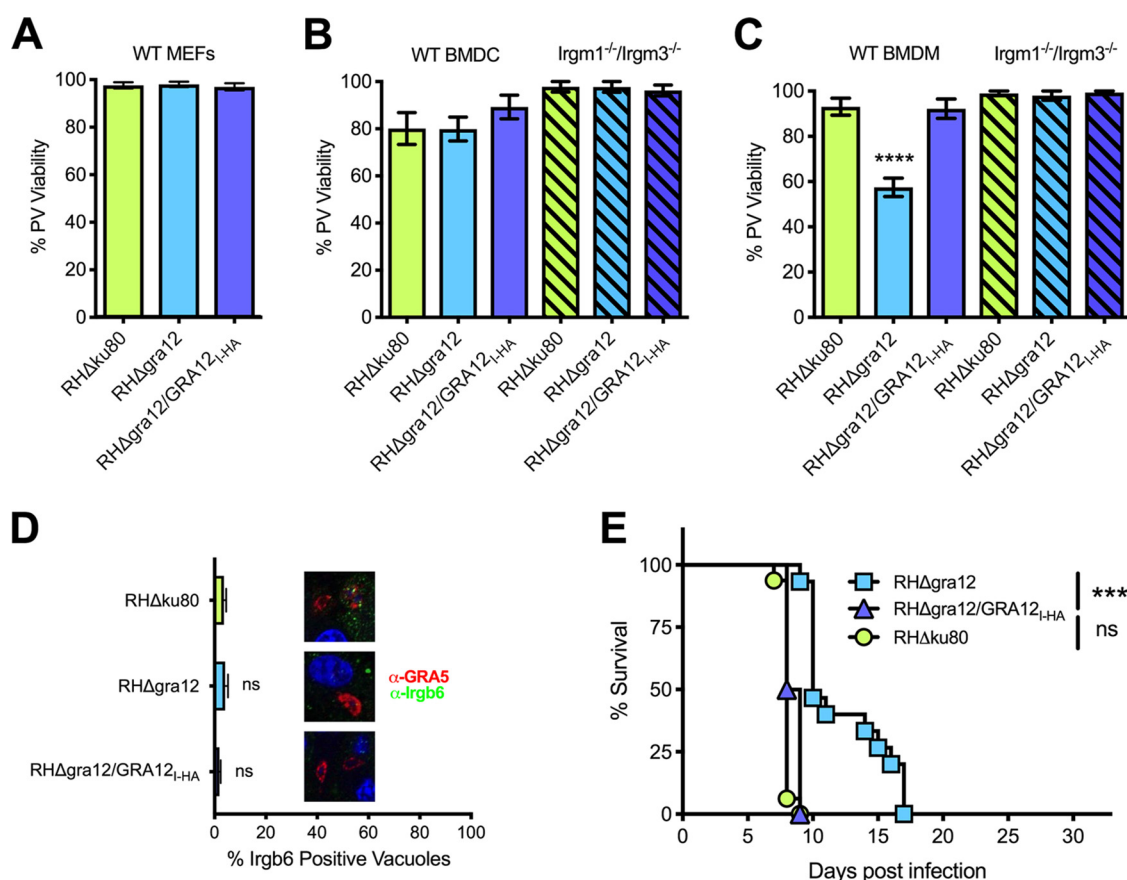 A
WT MEFs
% PV Viability
100
80
60
40
20
0
RHΔku80
RHΔgra12
RHΔgra12/GRA12I-HA
B
WT BMDC
Irgm1-/-/Irgm3-/-
% PV Viability
100
80
60
40
20
0
RHΔku80
RHΔgra12
RHΔgra12/GRA12I-HA
RHΔku80
RHΔgra12
RHΔgra12/GRA12I-HA
C
WT BMDM
Irgm1-/-/Irgm3-/-
% PV Viability
100
80
60
40
20
0
****
RHΔku80
RHΔgra12
RHΔgra12/GRA12I-HA
RHΔku80
RHΔgra12
RHΔgra12/GRA12I-HA
D
RHΔku80
RHΔgra12
ns
RHΔgra12/GRA12I-HA
ns
α-GRA5
α-Irgb6
0
20
40
60
80
100
% Irgb6 Positive Vacuoles
E
% Survival
100
75
50
25
0
RHΔgra12
RHΔgra12/GRA12I-HA
RHΔku80
***
ns
0
5
10
15
20
25
30
Days post infection